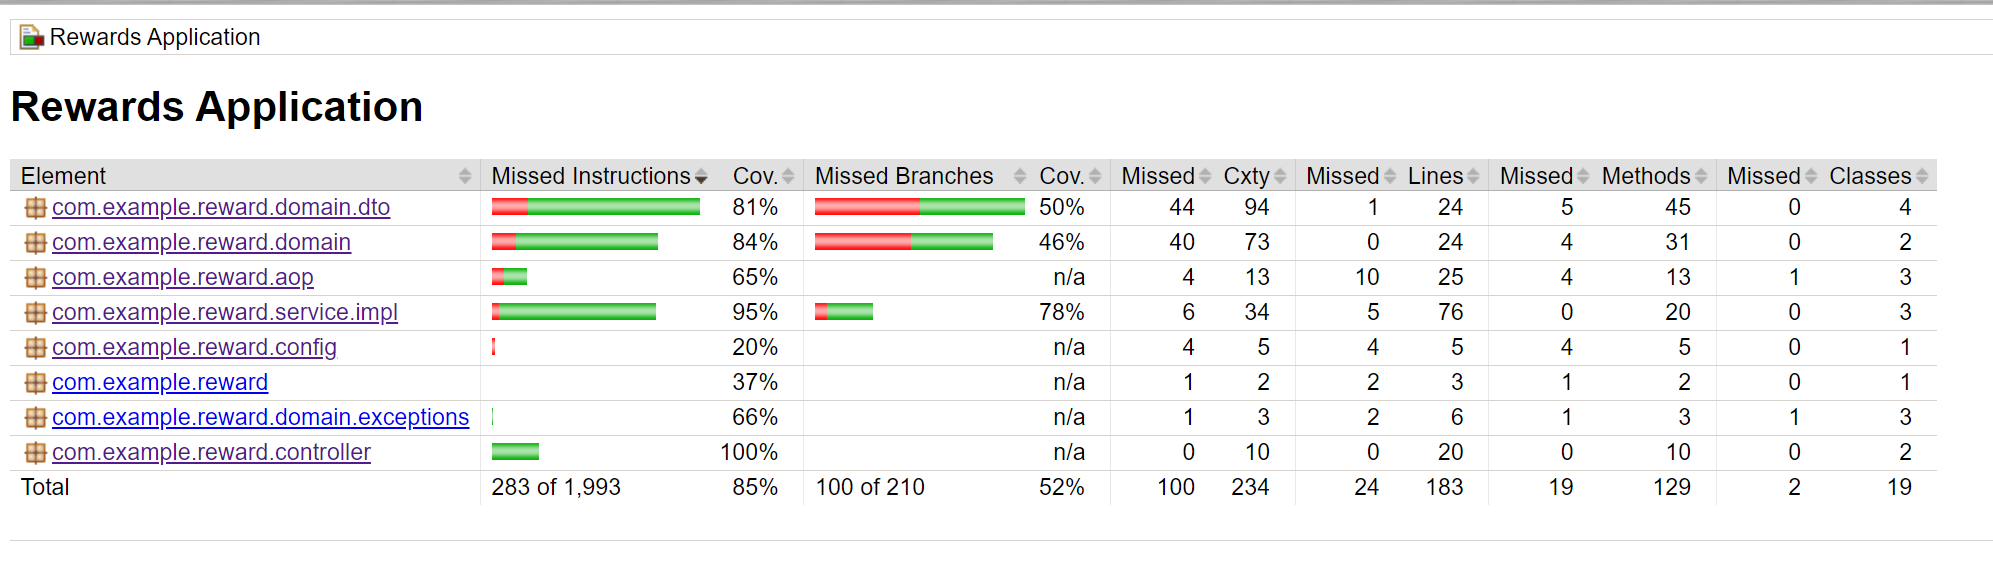 Rewards Application
Rewards Application
Element Missed Instructions Cov. Missed Branches Cov. Missed Cxty Missed Lines Missed Methods Missed Classes
com.example.reward.domain.dto 81% 50% 44 94 1 24 5 45 0 4
com.example.reward.domain 84% 46% 40 73 0 24 4 31 0 2
com.example.reward.aop 65% n/a 4 13 10 25 4 13 1 3
com.example.reward.service.impl 95% 78% 6 34 5 76 0 20 0 3
com.example.reward.config 20% n/a 4 5 4 5 4 5 0 1
com.example.reward 37% n/a 1 2 2 3 1 2 0 1
com.example.reward.domain.exceptions 66% n/a 1 3 2 6 1 3 1 3
com.example.reward.controller 100% n/a 0 10 0 20 0 10 0 2
Total 283 of 1,993 85% 100 of 210 52% 100 234 24 183 19 129 2 19